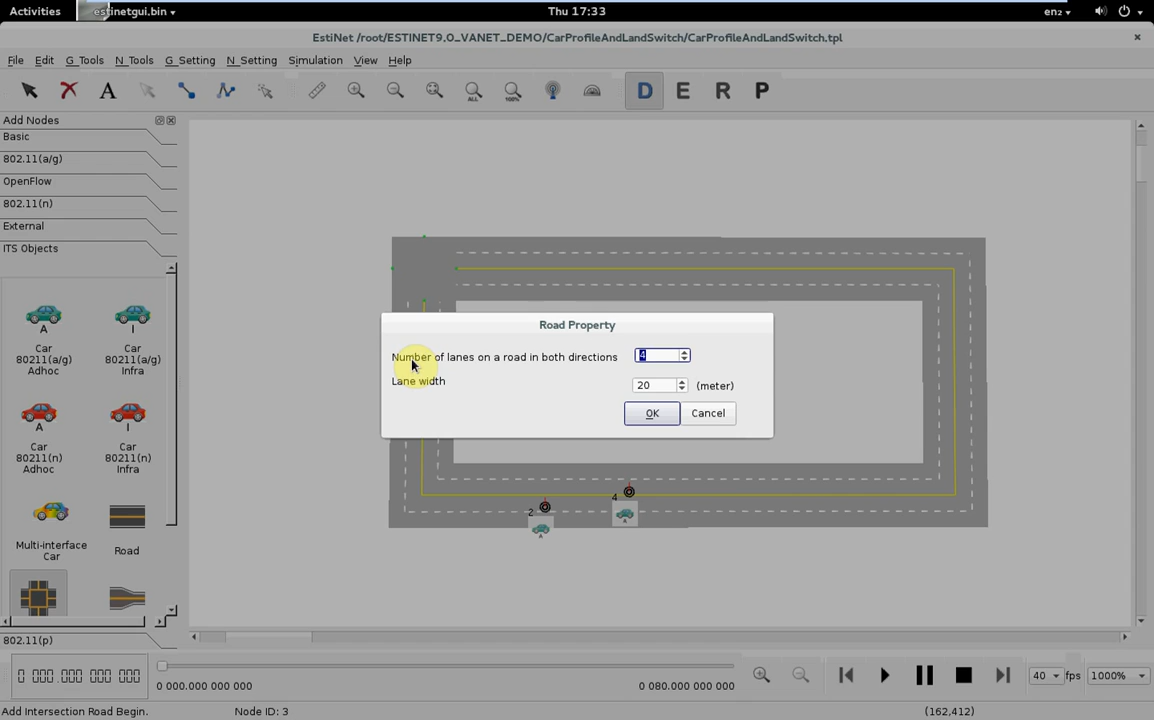 Activities estinetgui.bin Thu 17:33 en2
EstiNet /root/ESTINET9.0_VANET_DEMO/CarProfileAndLandSwitch/CarProfileAndLandSwitch.tpl
File Edit G_Tools N_Tools G_Setting N_Setting Simulation View Help
A ALL 100% D E R P
Add Nodes
Basic
802.11(a/g)
OpenFlow
802.11(n)
External
ITS Objects
A I
Car Car
80211(a/g) 80211(a/g)
Adhoc Infra
A I
Car Car
80211(n) 80211(n)
Adhoc Infra
Multi-interface Road
Car
802.11(p)
Road Property
Number of lanes on a road in both directions 4
Lane width 20 (meter)
OK Cancel
4
2
A
A
0 000.000 000 000
0 000.000 000 000 0 080.000 000 000
40 fps 1000%
Add Intersection Road Begin. Node ID: 3 (162,412)